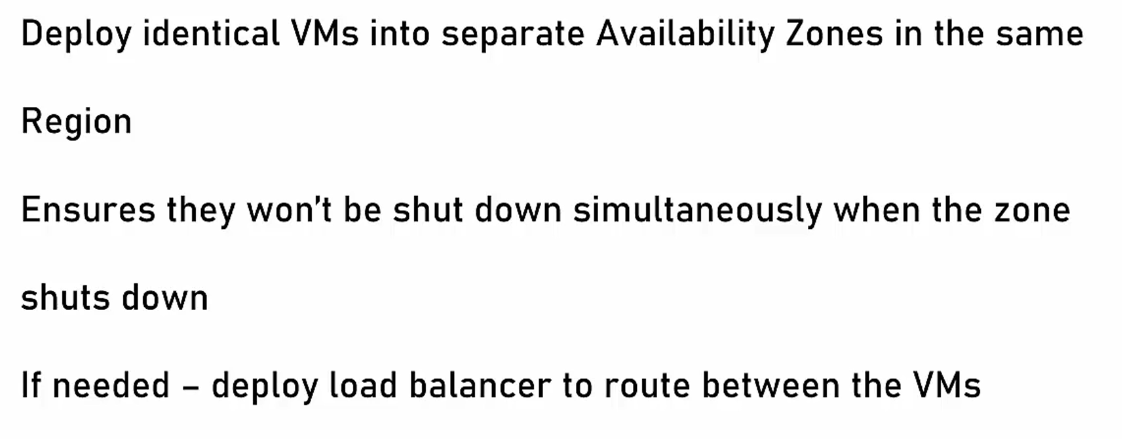 Deploy identical VMs into separate Availability Zones in the same
Region
Ensures they won't be shut down simultaneously when the zone
shuts down
If needed – deploy load balancer to route between the VMs